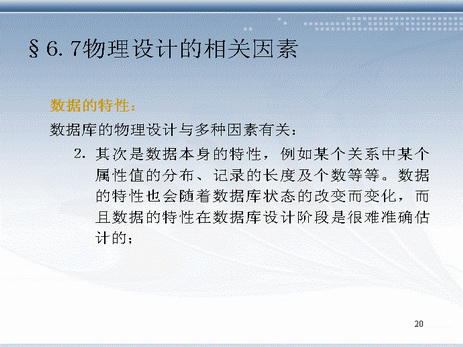 §6.7物理设计的相关因素
数据的特性：
数据库的物理设计与多种因素有关：
2. 其次是数据本身的特性，例如某个关系中某个
属性值的分布、记录的长度及个数等等。数据
的特性也会随着数据库状态的改变而变化，而
且数据的特性在数据库设计阶段是很难准确估
计的；
20